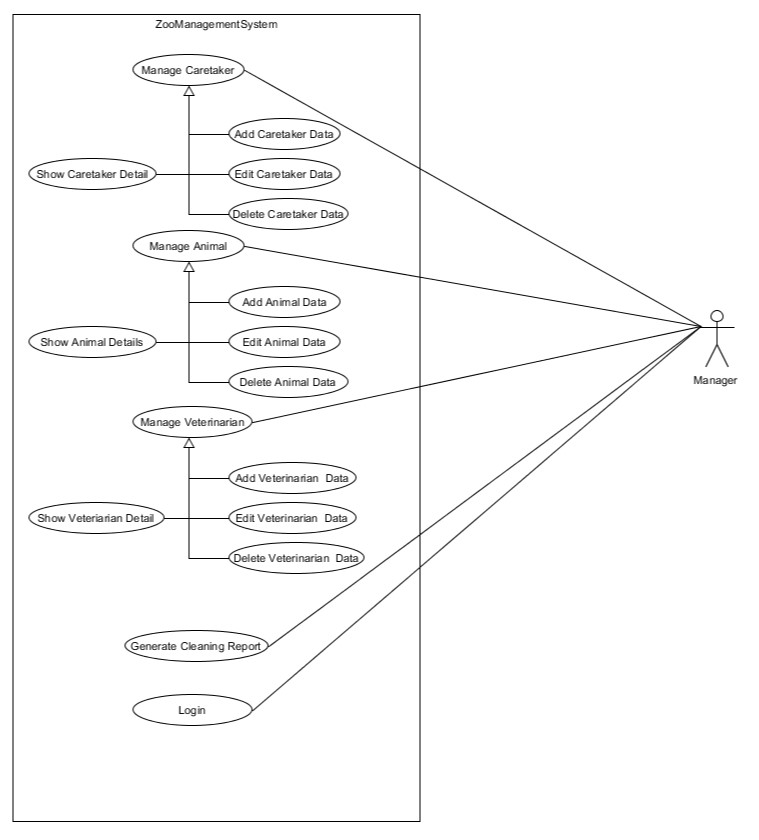 ZooManagementSystem
Manage Caretaker
Add Caretaker Data
Show Caretaker Detail
Edit Caretaker Data
Delete Caretaker Data
Manage Animal
Add Animal Data
Show Animal Details
Edit Animal Data
Delete Animal Data
Manager
Manage Veterinarian
Add Veterinarian Data
Show Veteriarian Detail
Edit Veterinarian Data
Delete Veterinarian Data
Generate Cleaning Report
Login